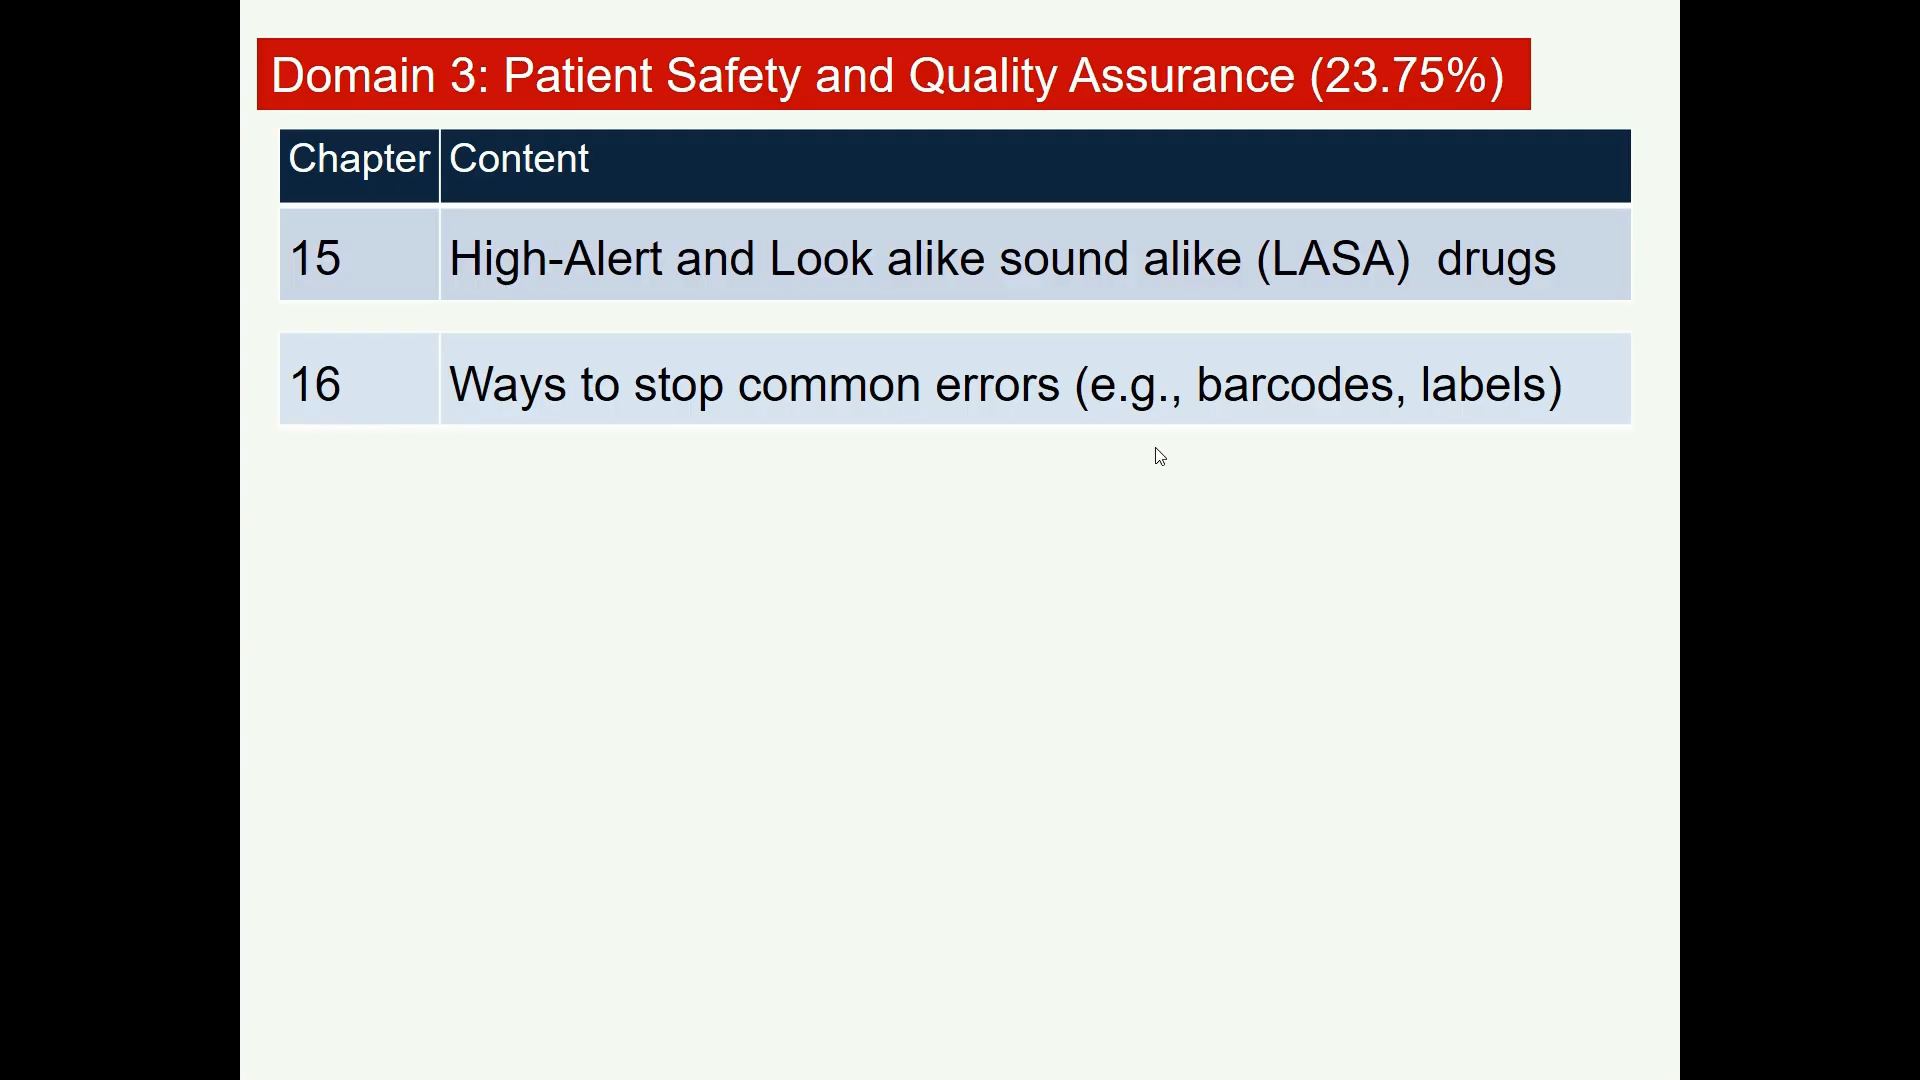 Domain 3: Patient Safety and Quality Assurance (23.75%)
Chapter Content
15 High-Alert and Look alike sound alike (LASA) drugs
16 Ways to stop common errors (e.g., barcodes, labels)